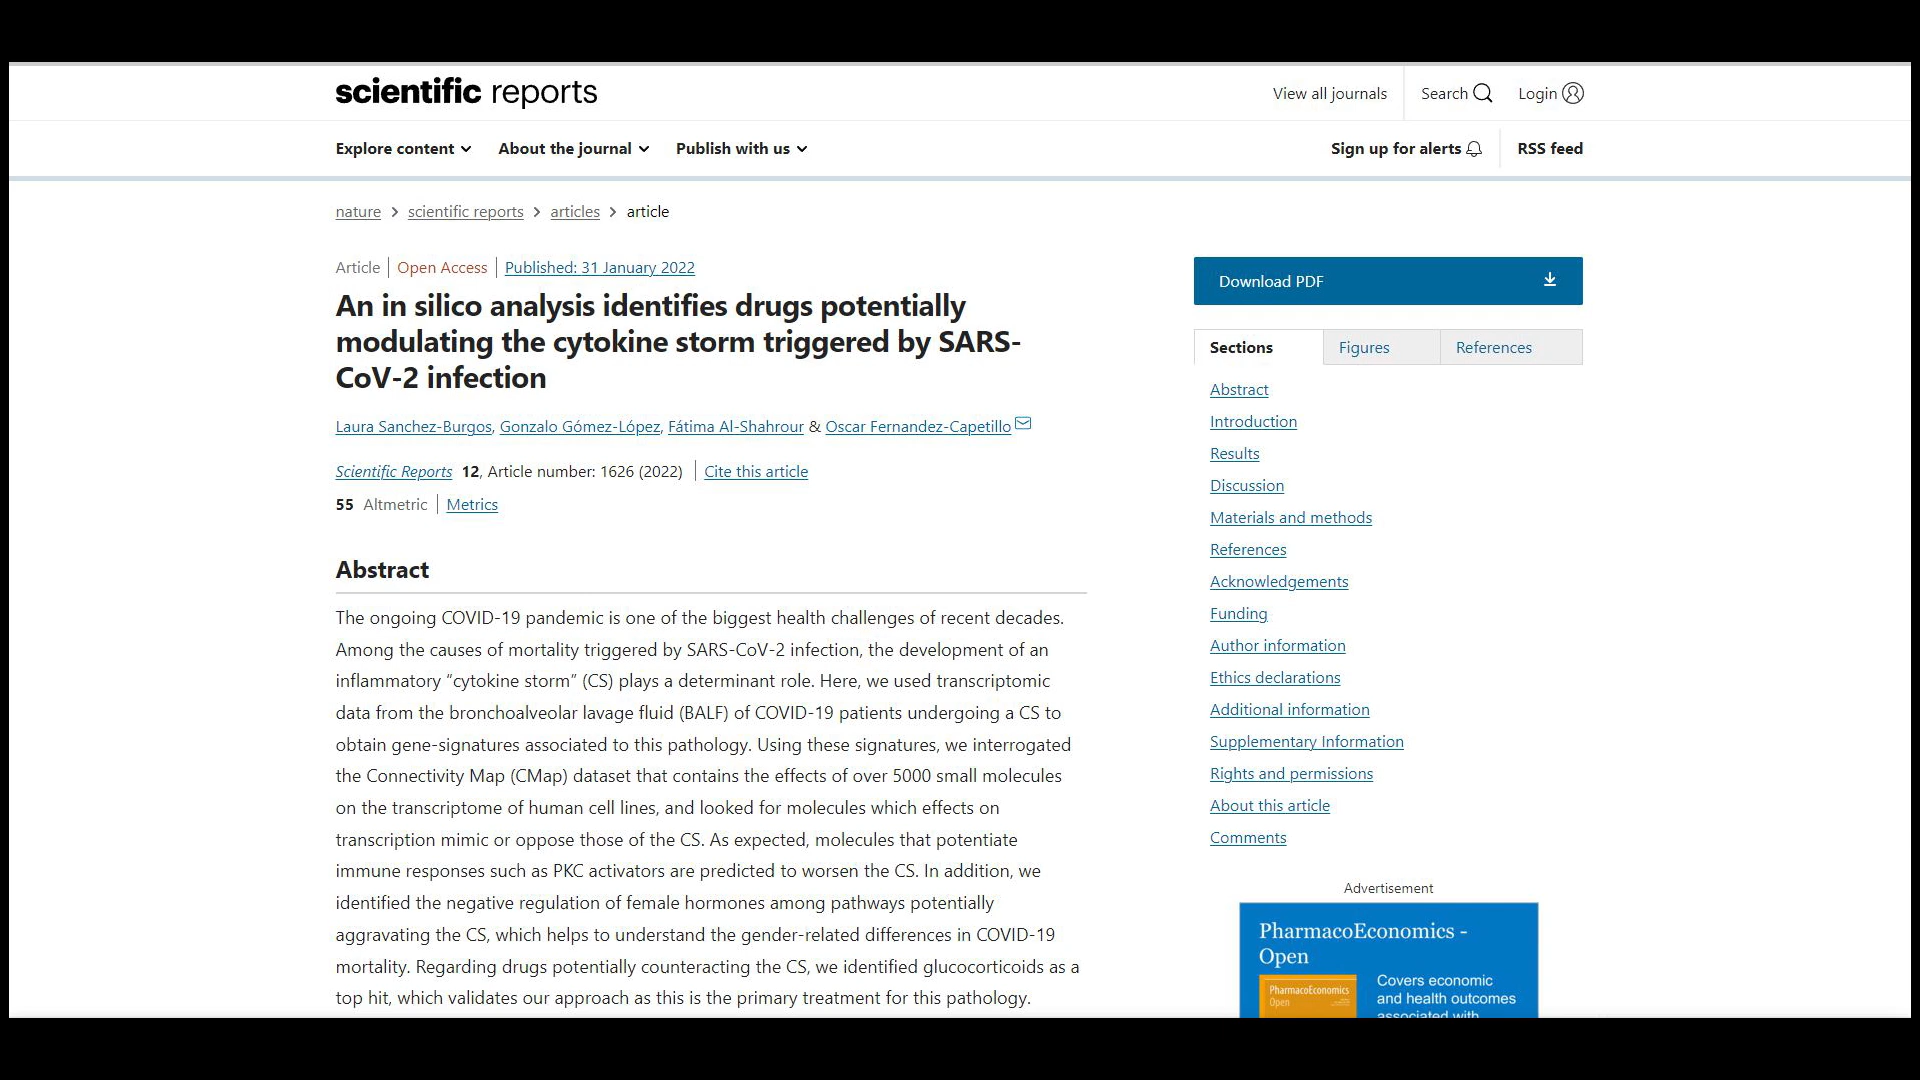 scientific reports
View all journals
Search
Login
Explore content
About the journal
Publish with us
Sign up for alerts
RSS feed
nature > scientific reports > articles > article
Article | Open Access | Published: 31 January 2022
An in silico analysis identifies drugs potentially
modulating the cytokine storm triggered by SARS-
CoV-2 infection
Laura Sanchez-Burgos, Gonzalo Gómez-López, Fátima Al-Shahrour & Oscar Fernandez-Capetillo
Scientific Reports 12, Article number: 1626 (2022) | Cite this article
55 Altmetric | Metrics
Abstract
The ongoing COVID-19 pandemic is one of the biggest health challenges of recent decades.
Among the causes of mortality triggered by SARS-CoV-2 infection, the development of an
inflammatory “cytokine storm” (CS) plays a determinant role. Here, we used transcriptomic
data from the bronchoalveolar lavage fluid (BALF) of COVID-19 patients undergoing a CS to
obtain gene-signatures associated to this pathology. Using these signatures, we interrogated
the Connectivity Map (CMap) dataset that contains the effects of over 5000 small molecules
on the transcriptome of human cell lines, and looked for molecules which effects on
transcription mimic or oppose those of the CS. As expected, molecules that potentiate
immune responses such as PKC activators are predicted to worsen the CS. In addition, we
identified the negative regulation of female hormones among pathways potentially
aggravating the CS, which helps to understand the gender-related differences in COVID-19
mortality. Regarding drugs potentially counteracting the CS, we identified glucocorticoids as a
top hit, which validates our approach as this is the primary treatment for this pathology.
Download PDF
Sections
Figures
References
Abstract
Introduction
Results
Discussion
Materials and methods
References
Acknowledgements
Funding
Author information
Ethics declarations
Additional information
Supplementary Information
Rights and permissions
About this article
Comments
Advertisement
PharmacoEconomics -
Open
PharmacoEconomics
Open
Covers economic
and health outcomes
associated with